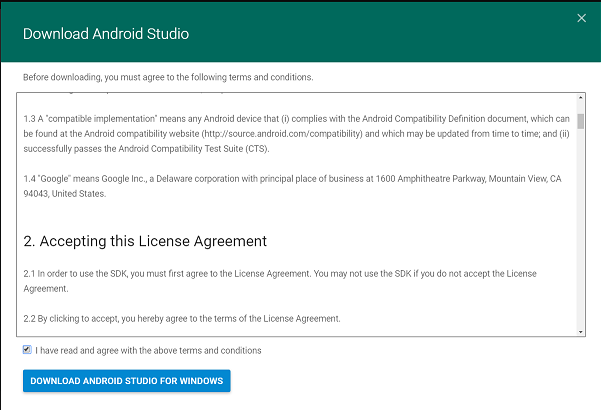 Download Android Studio
Before downloading, you must agree to the following terms and conditions.
1.3 A "compatible implementation" means any Android device that (i) complies with the Android Compatibility Definition document, which can
be found at the Android compatibility website (http://source.android.com/compatibility) and which may be updated from time to time; and (ii)
successfully passes the Android Compatibility Test Suite (CTS).
1.4 "Google" means Google Inc., a Delaware corporation with principal place of business at 1600 Amphitheatre Parkway, Mountain View, CA
94043, United States.
2. Accepting this License Agreement
2.1 In order to use the SDK, you must first agree to the License Agreement. You may not use the SDK if you do not accept the License
Agreement.
2.2 By clicking to accept, you hereby agree to the terms of the License Agreement.
I have read and agree with the above terms and conditions
DOWNLOAD ANDROID STUDIO FOR WINDOWS